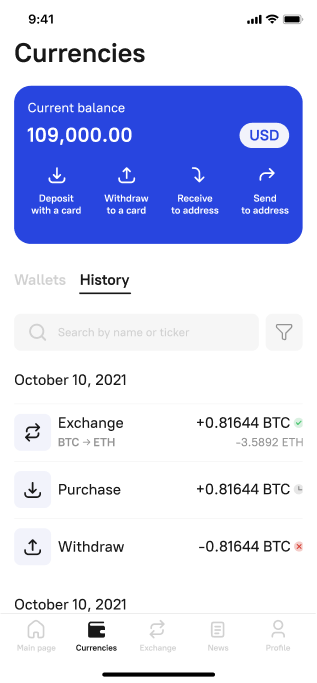 9:41
Currencies
Current balance
109,000.00
USD
Deposit
with a card
Withdraw
to a card
Receive
to address
Send
to address
Wallets
History
Search by name or ticker
October 10, 2021
Exchange
+0.81644 BTC
BTC → ETH
-3.5892 ETH
Purchase
+0.81644 BTC
Withdraw
-0.81644 BTC
October 10, 2021
Main page
Currencies
Exchange
News
Profile